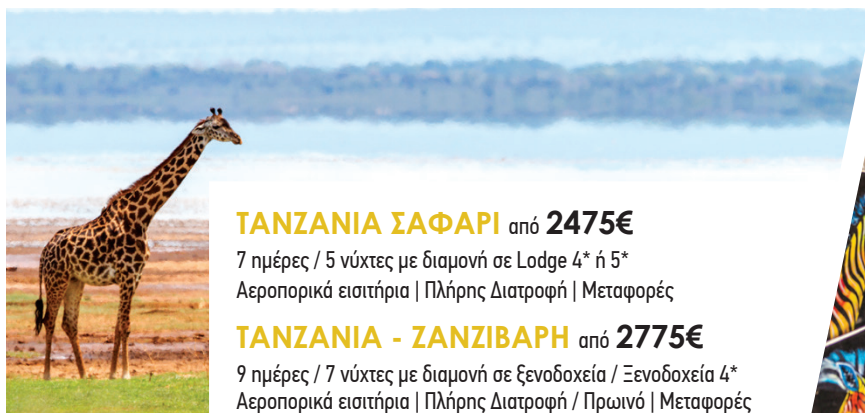 ΤΑΝΖΑΝΙΑ ΣΑΦΑΡΙ από 2475€
7 ημέρες / 5 νύχτες με διαμονή σε Lodge 4* ή 5*
Αεροπορικά εισιτήρια | Πλήρης Διατροφή | Μεταφορές
ΤΑΝΖΑΝΙΑ - ΖΑΝΖΙΒΑΡΗ από 2775€
9 ημέρες / 7 νύχτες με διαμονή σε ξενοδοχεία / Ξενοδοχεία 4*
Αεροπορικά εισιτήρια | Πλήρης Διατροφή / Πρωινό | Μεταφορές